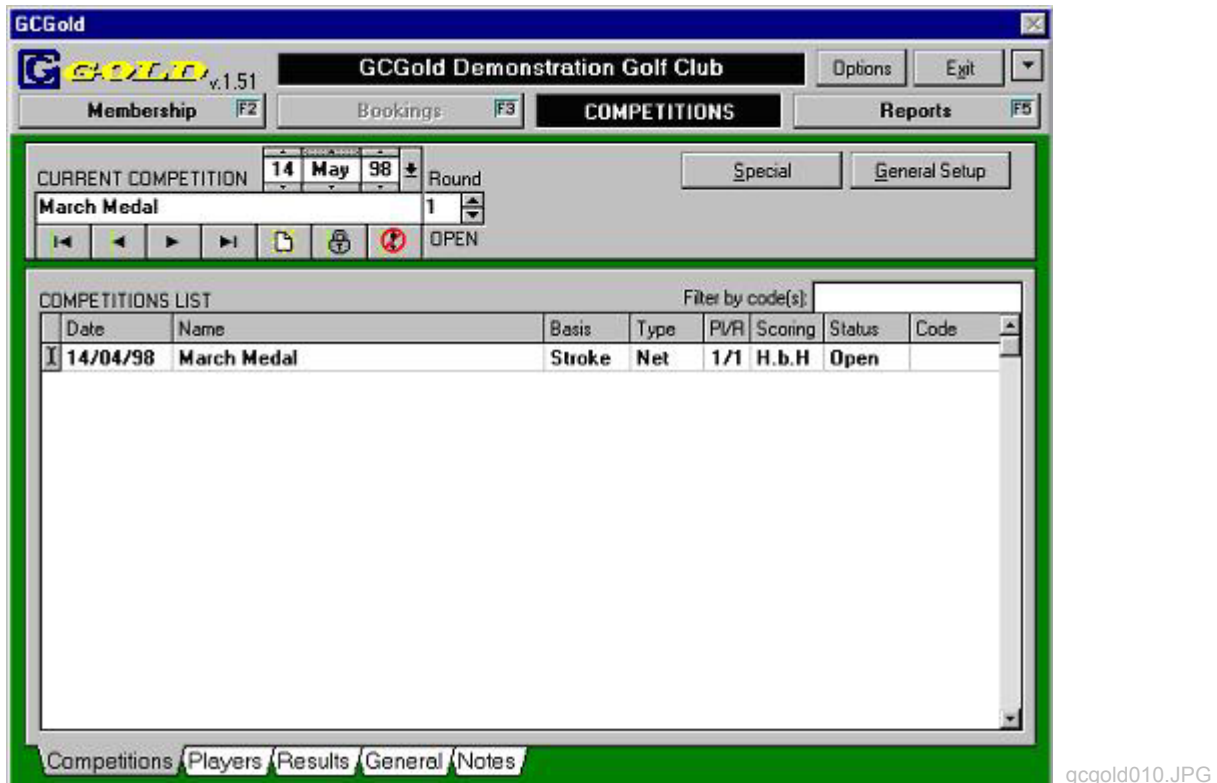 GCGold
G GOLD v.1.51 GCGold Demonstration Golf Club Options Exit
Membership F2 Bookings F3 COMPETITIONS Reports F5
CURRENT COMPETITION 14 May 98 Round Special General Setup
March Medal 1
OPEN
COMPETITIONS LIST Filter by code(s):
Date Name Basis Type Pl/R Scoring Status Code
14/04/98 March Medal Stroke Net 1/1 H.b.H Open
Competitions Players Results General Notes
gcgold010.JPG